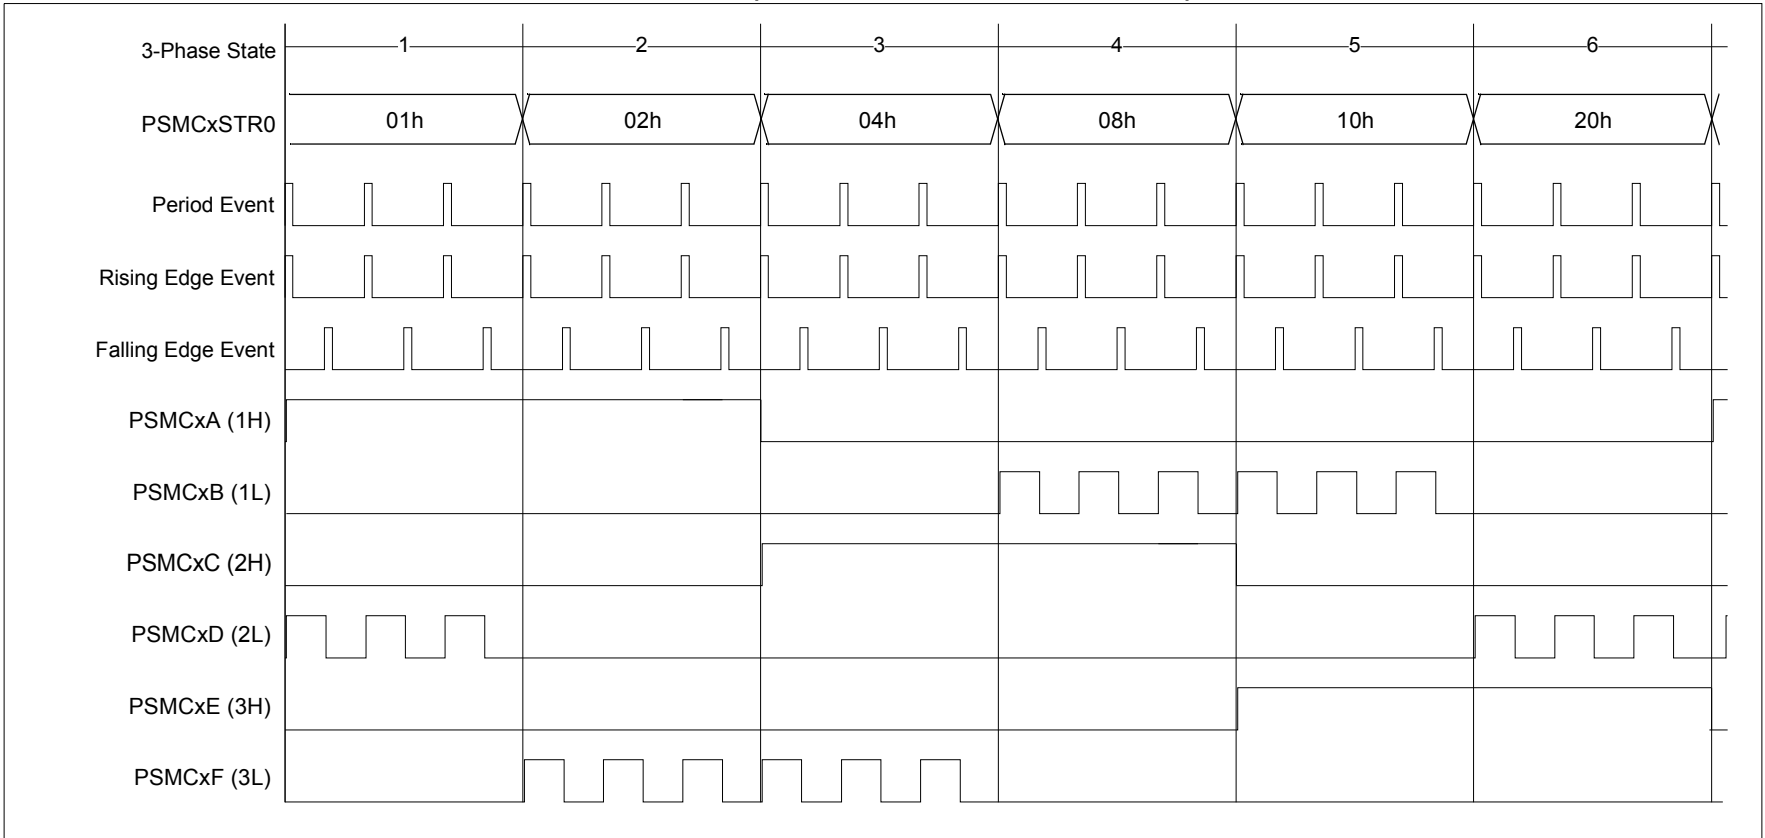 3-Phase State 1 2 3 4 5 6
PSMCxSTR0 01h 02h 04h 08h 10h 20h
Period Event
Rising Edge Event
Falling Edge Event
PSMCxA (1H)
PSMCxB (1L)
PSMCxC (2H)
PSMCxD (2L)
PSMCxE (3H)
PSMCxF (3L)